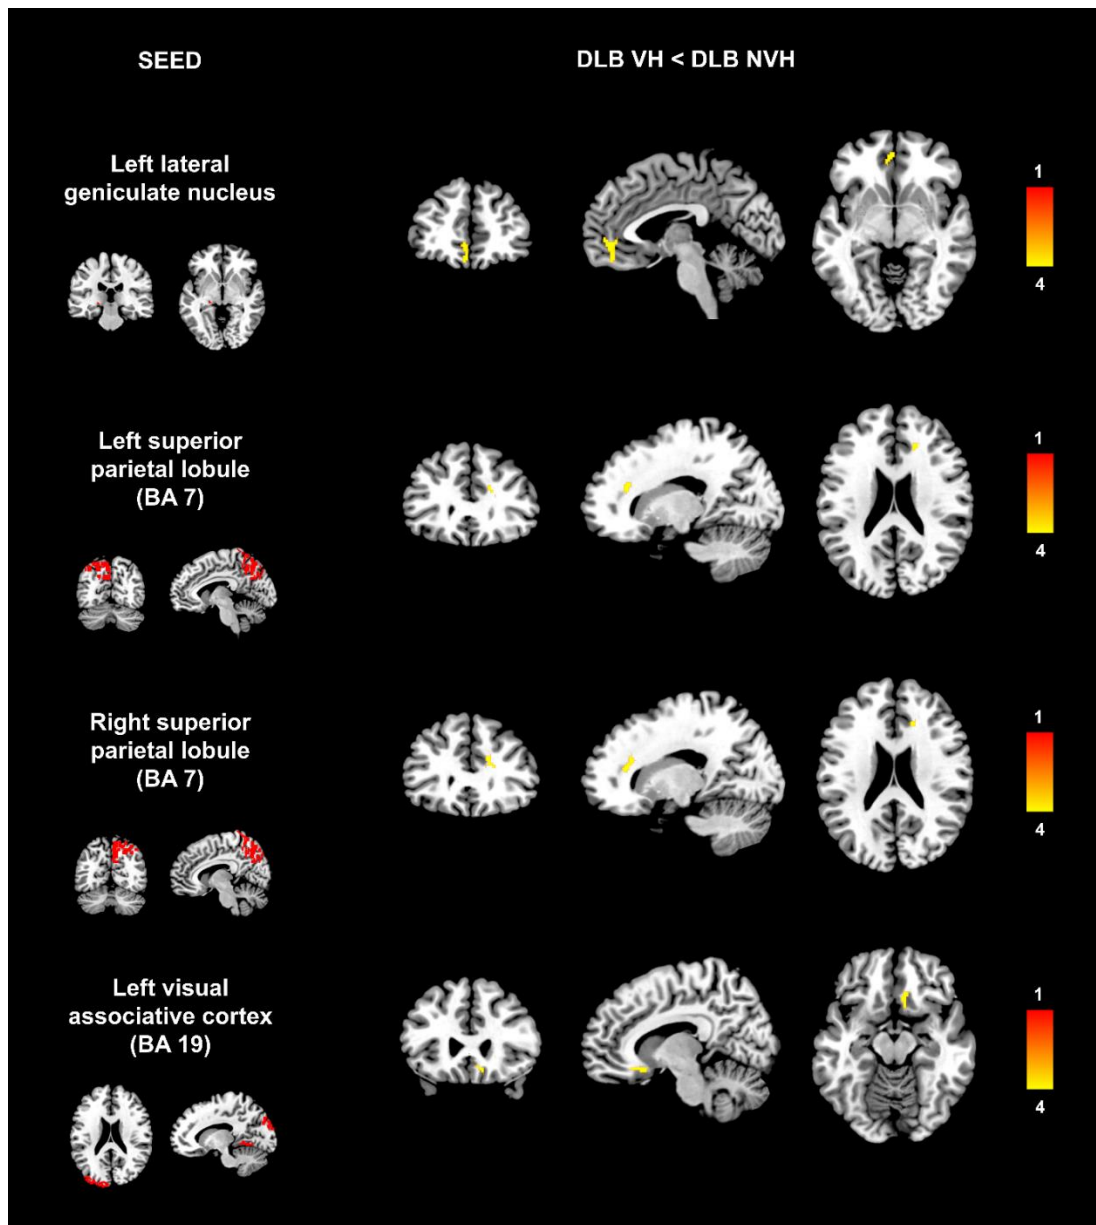 SEED
DLB VH < DLB NVH
Left lateral
geniculate nucleus
1
4
Left superior
parietal lobule
(BA 7)
1
4
Right superior
parietal lobule
(BA 7)
1
4
Left visual
associative cortex
(BA 19)
1
4